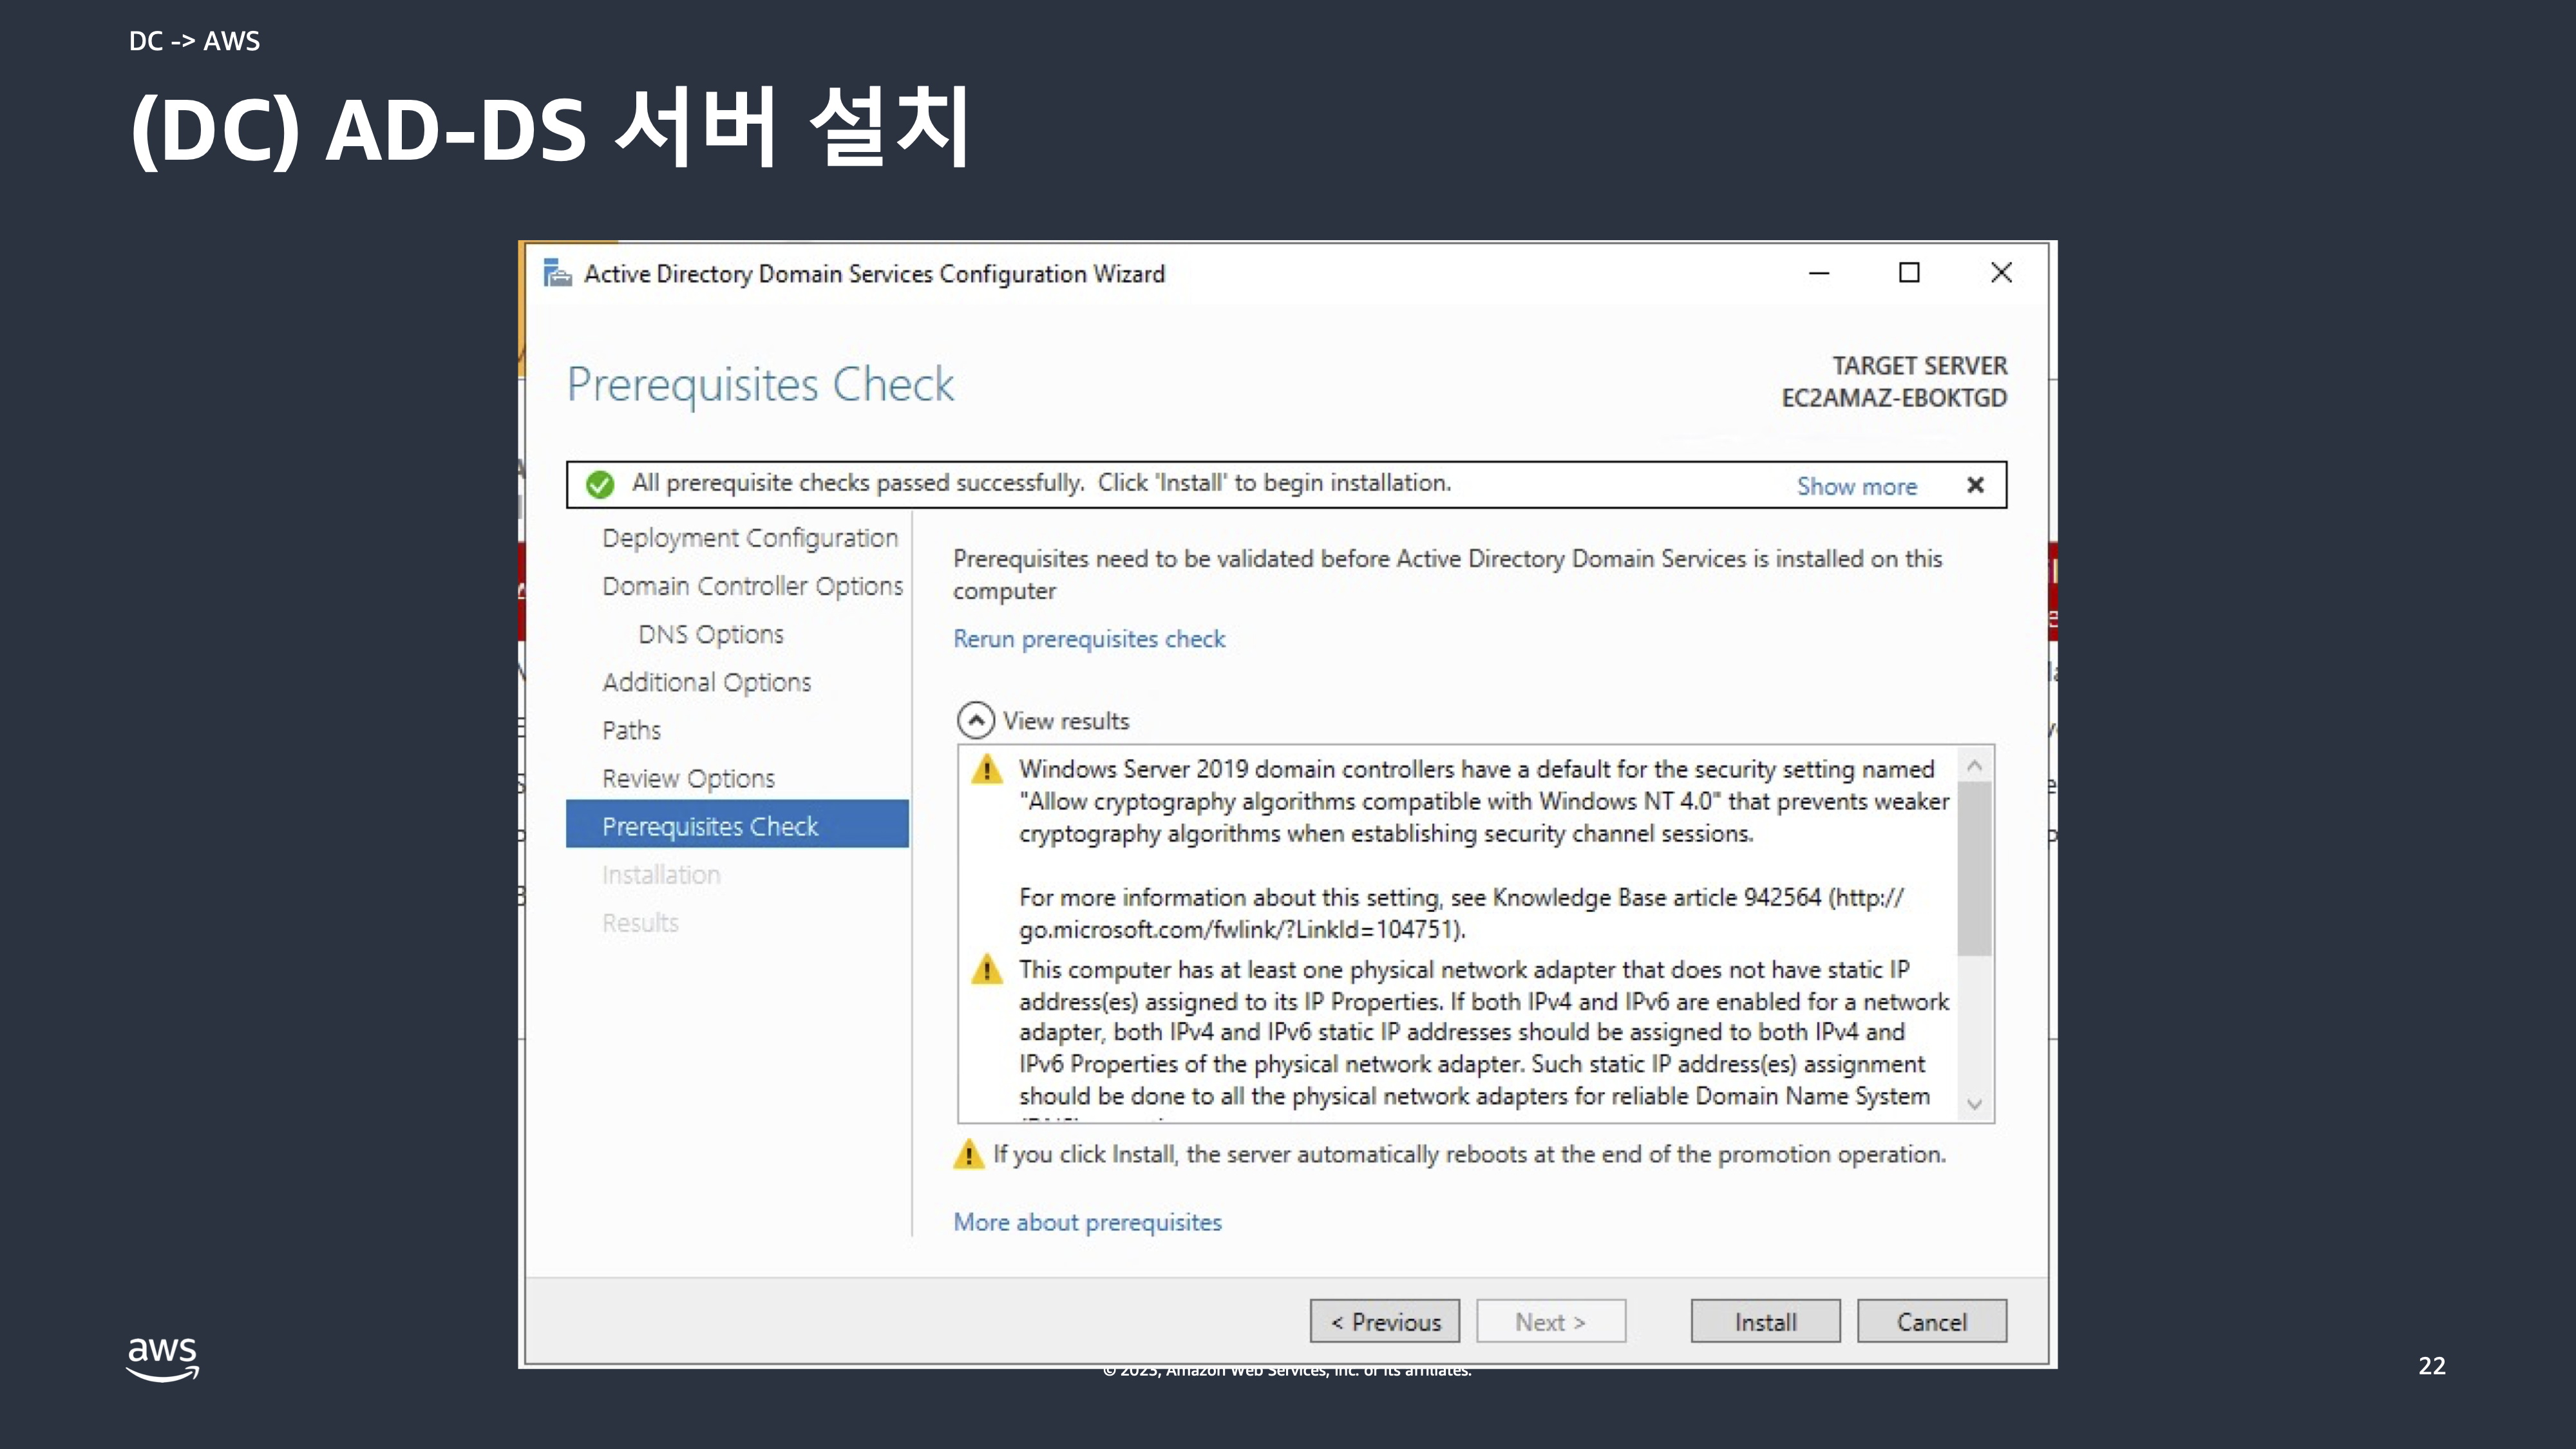 DC -> AWS
(DC) AD-DS 서버 설치
Active Directory Domain Services Configuration Wizard
Prerequisites Check
TARGET SERVER
EC2AMAZ-EBOKTGD
All prerequisite checks passed successfully.  Click 'Install' to begin installation.
Show more
Deployment Configuration
Domain Controller Options
DNS Options
Additional Options
Paths
Review Options
Prerequisites Check
Installation
Results
Prerequisites need to be validated before Active Directory Domain Services is installed on this
computer
Rerun prerequisites check
View results
Windows Server 2019 domain controllers have a default for the security setting named
"Allow cryptography algorithms compatible with Windows NT 4.0" that prevents weaker
cryptography algorithms when establishing security channel sessions.
For more information about this setting, see Knowledge Base article 942564 (http://
go.microsoft.com/fwlink/?LinkId=104751).
This computer has at least one physical network adapter that does not have static IP
address(es) assigned to its IP Properties. If both IPv4 and IPv6 are enabled for a network
adapter, both IPv4 and IPv6 static IP addresses should be assigned to both IPv4 and
IPv6 Properties of the physical network adapter. Such static IP address(es) assignment
should be done to all the physical network adapters for reliable Domain Name System
If you click Install, the server automatically reboots at the end of the promotion operation.
More about prerequisites
< Previous
Next >
Install
Cancel
aws
© 2023, Amazon Web Services, Inc. or its affiliates.
22